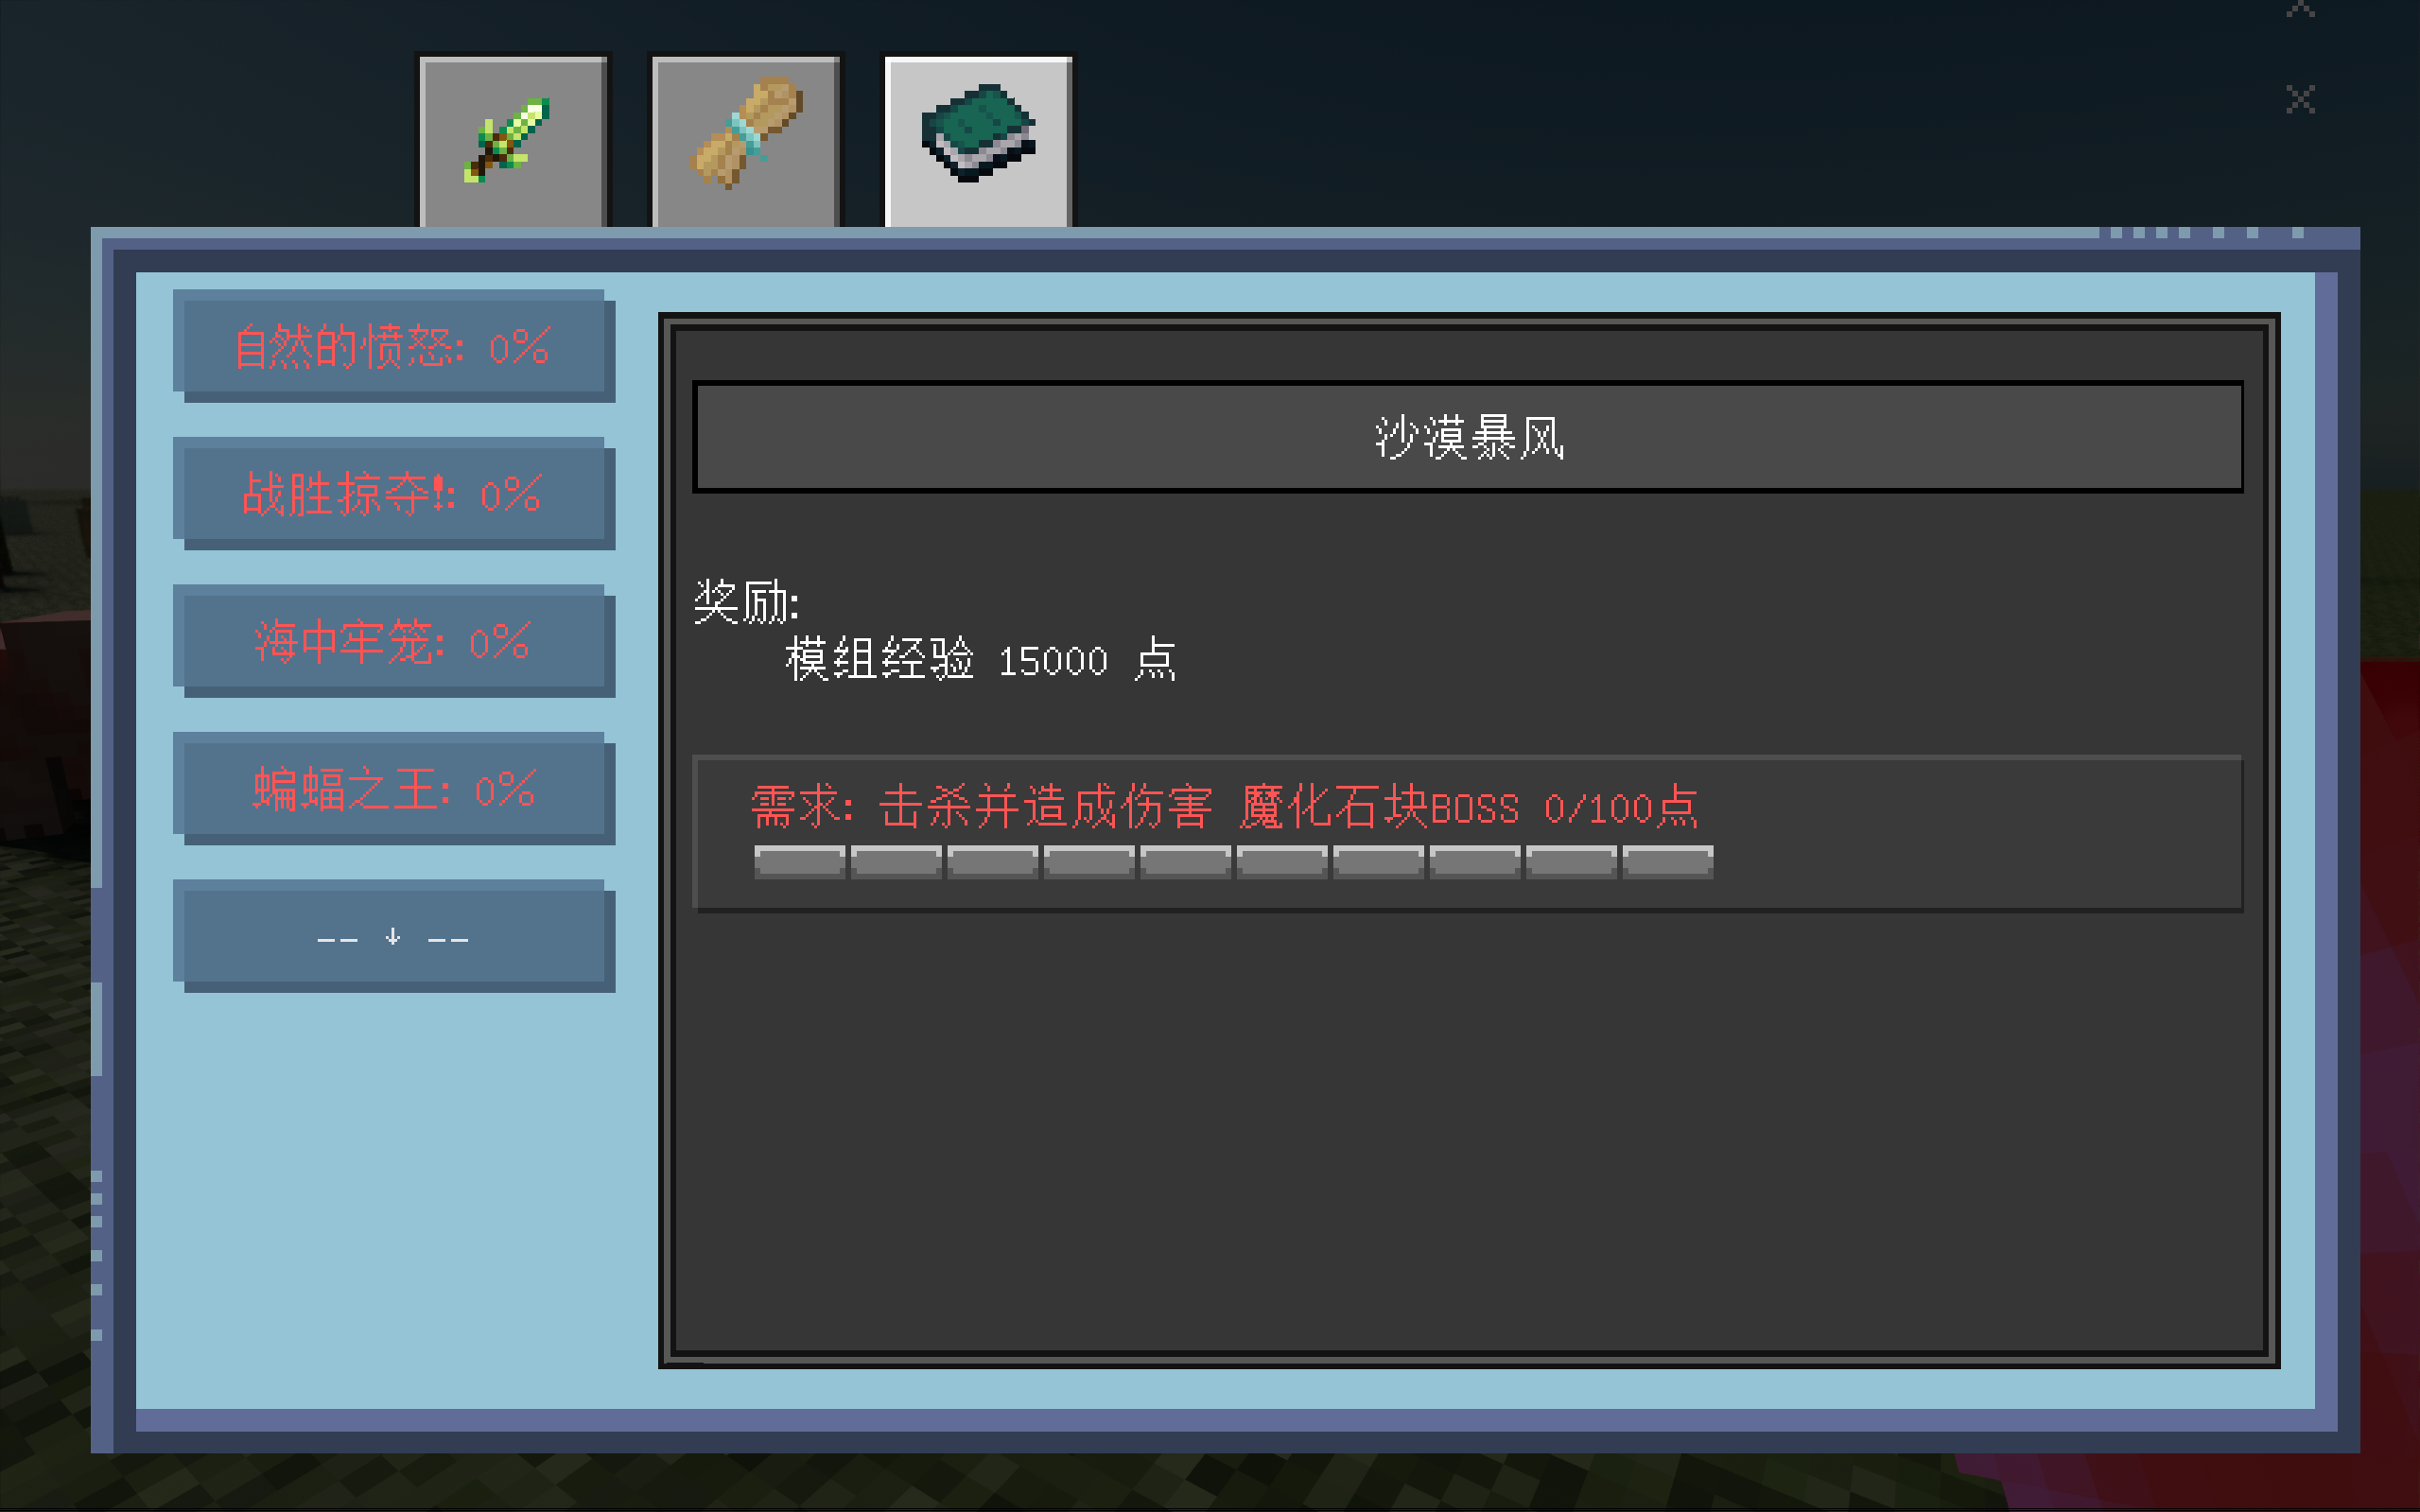 自然的愤怒: 0%
战胜掠夺!: 0%
海中牢笼: 0%
蝙蝠之王: 0%
-- ↓ --
沙漠暴风
奖励:
模组经验 15000 点
需求: 击杀并造成伤害 魔化石块BOSS 0/100点